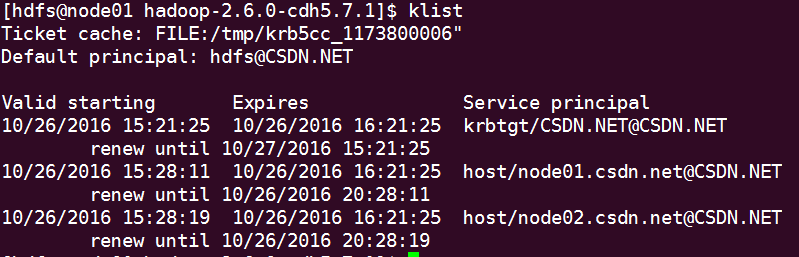 [hdfs@node01 hadoop-2.6.0-cdh5.7.1]$ klist
Ticket cache: FILE:/tmp/krb5cc_1173800006"
Default principal: hdfs@CSDN.NET
Valid starting Expires Service principal
10/26/2016 15:21:25 10/26/2016 16:21:25 krbtgt/CSDN.NET@CSDN.NET
renew until 10/27/2016 15:21:25
10/26/2016 15:28:11 10/26/2016 16:21:25 host/node01.csdn.net@CSDN.NET
renew until 10/26/2016 20:28:11
10/26/2016 15:28:19 10/26/2016 16:21:25 host/node02.csdn.net@CSDN.NET
renew until 10/26/2016 20:28:19